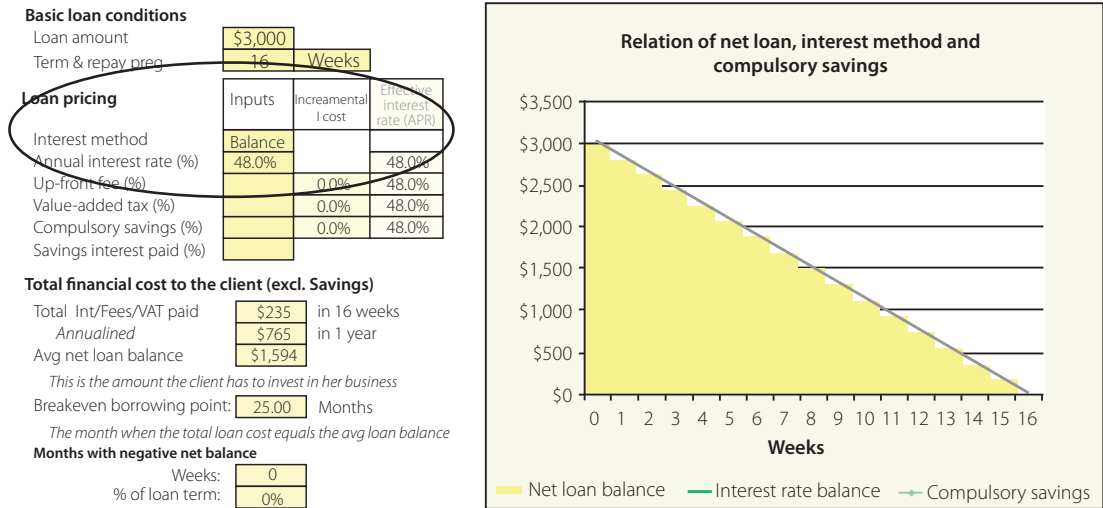 Basic loan conditions
Loan amount $3,000
Term & repay preg 16 Weeks
Loan pricing Inputs Increamental l cost Effective interest rate (APR)
Interest method Balance
Annual interest rate (%) 48.0% 48.0%
Up-front fee (%) 0.0% 48.0%
Value-added tax (%) 0.0% 48.0%
Compulsory savings (%) 0.0% 48.0%
Savings interest paid (%)
Total financial cost to the client (excl. Savings)
Total Int/Fees/VAT paid $235 in 16 weeks
Annualined $765 in 1 year
Avg net loan balance $1,594
This is the amount the client has to invest in her business
Breakeven borrowing point: 25.00 Months
The month when the total loan cost equals the avg loan balance
Months with negative net balance
Weeks: 0
% of loan term: 0%
Relation of net loan, interest method and
compulsory savings
$3,500
$3,000
$2,500
$2,000
$1,500
$1,000
$500
$0
0 1 2 3 4 5 6 7 8 9 10 11 12 13 14 15 16
Weeks
Net loan balance Interest rate balance Compulsory savings